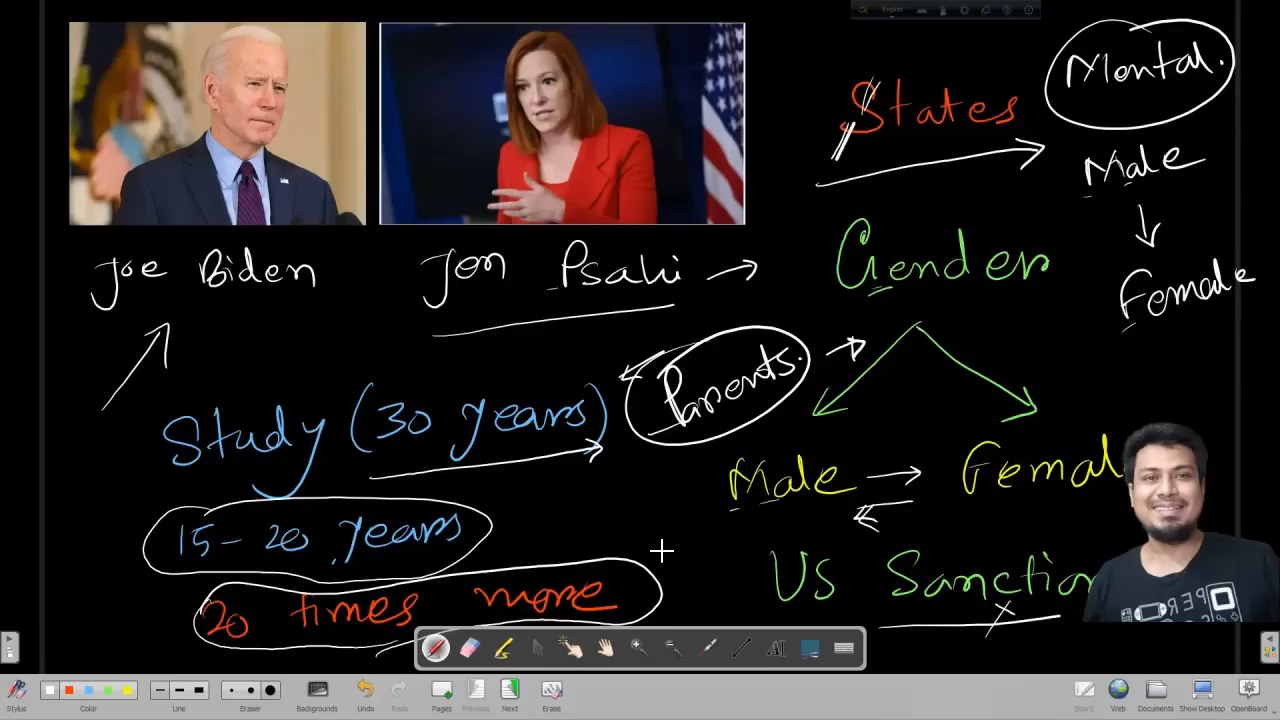 English
States
Mental.
Male
Female
Joe Biden
Jen Psaki
Gender
Parents.
Study (30 years)
Male
Femal
15-20 years
20 times more
US Sanction
Stylus
Color
Line
Eraser
Backgrounds
Undo
Redo
Pages
Previous
Next
Erase
Board
Web
Documents
Show Desktop
OpenBoard